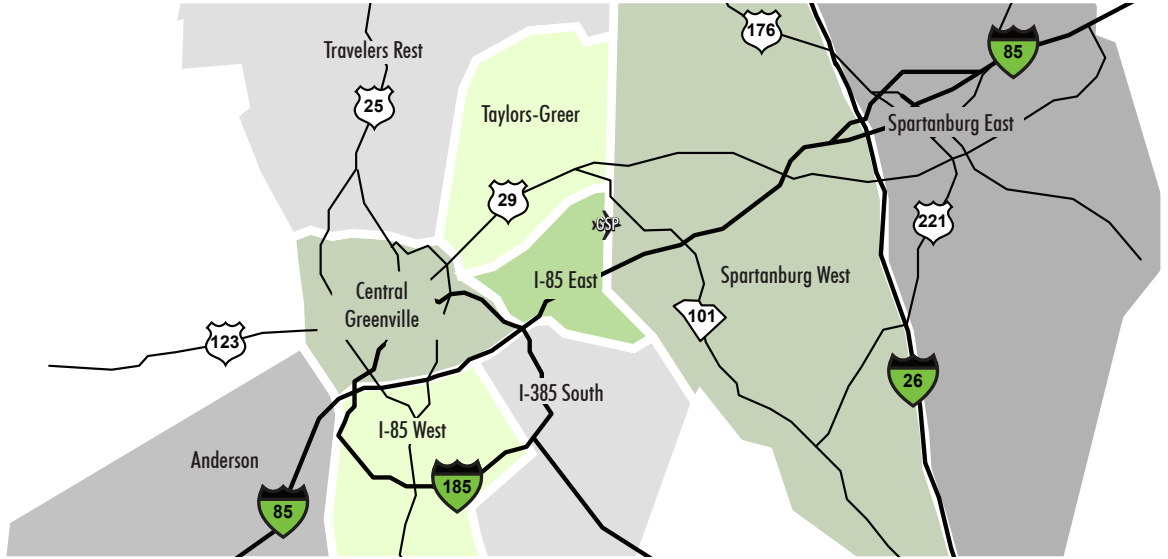 176
85
Travelers Rest
25
Taylors-Greer
Spartanburg East
29
GSP
221
I-85 East
Spartanburg West
Central
Greenville
101
123
26
I-385 South
I-85 West
Anderson
185
85